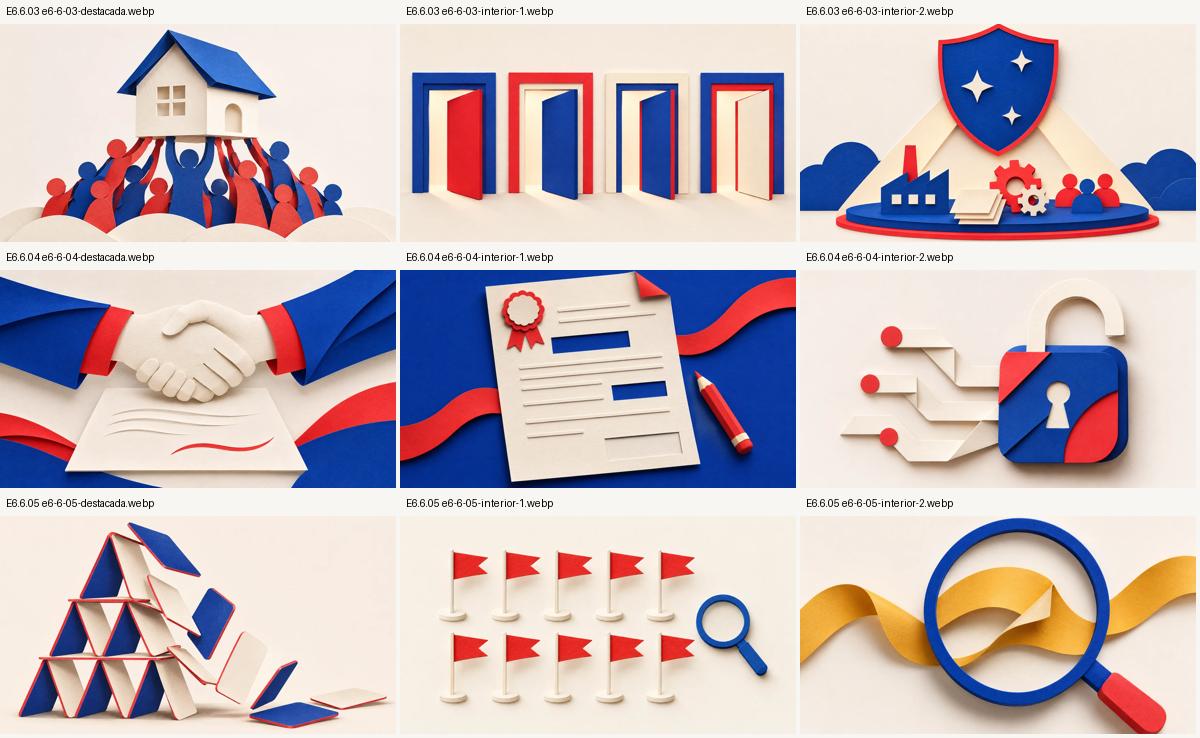 E6.6.03 e6-6-03-destacada.webp
E6.6.03 e6-6-03-interior-1.webp
E6.6.03 e6-6-03-interior-2.webp
E6.6.04 e6-6-04-destacada.webp
E6.6.04 e6-6-04-interior-1.webp
E6.6.04 e6-6-04-interior-2.webp
E6.6.05 e6-6-05-destacada.webp
E6.6.05 e6-6-05-interior-1.webp
E6.6.05 e6-6-05-interior-2.webp